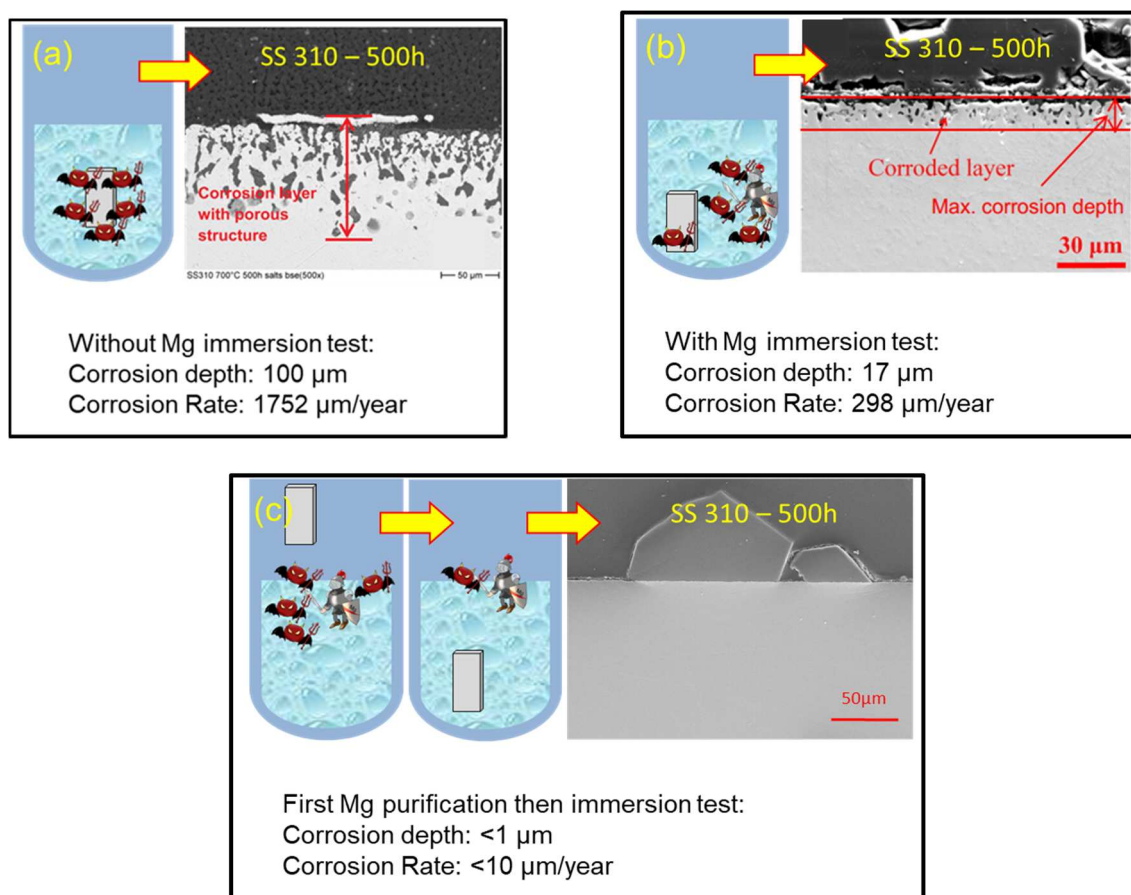 (a)
SS 310 – 500h
Corrosion layer
with porous
structure
SS310 700°C 500h salts bse(500x)
50 µm
Without Mg immersion test:
Corrosion depth: 100 µm
Corrosion Rate: 1752 µm/year
(b)
SS 310 – 500h
Corroded layer
Max. corrosion depth
30 µm
With Mg immersion test:
Corrosion depth: 17 µm
Corrosion Rate: 298 µm/year
(c)
SS 310 – 500h
50µm
First Mg purification then immersion test:
Corrosion depth: <1 µm
Corrosion Rate: <10 µm/year